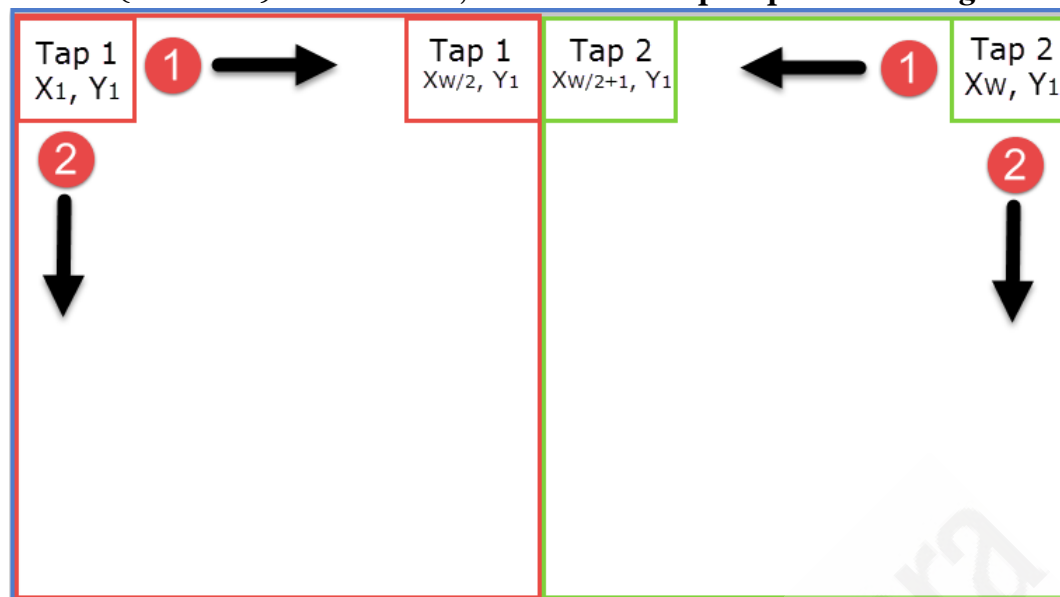 Tap 1
X1, Y1
1
Tap 1
XW/2, Y1
Tap 2
XW/2+1, Y1
1
Tap 2
XW, Y1
2
2